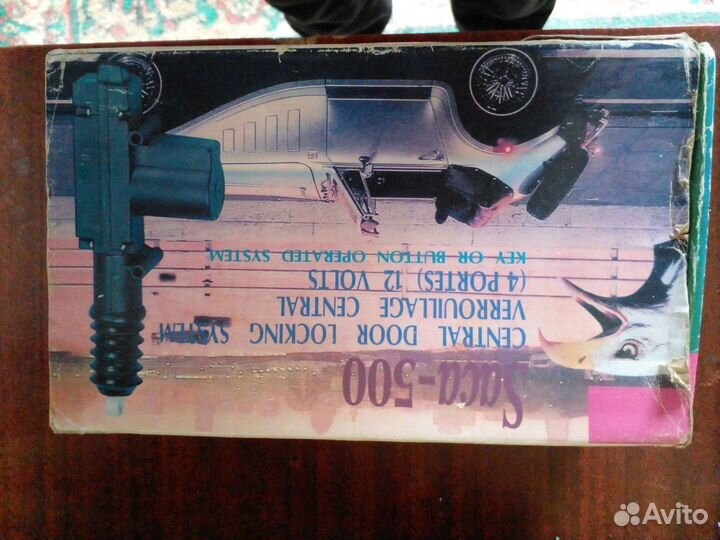 Saca-500
CENTRAL DOOR LOCKING SYSTEM
VERROUILLAGE CENTRAL
(4 PORTES) 12 VOLTS
KEY OR BUTTON OPERATED SYSTEM
Avito